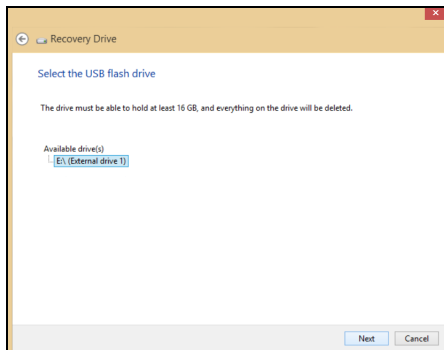 Recovery Drive
Select the USB flash drive
The drive must be able to hold at least 16 GB, and everything on the drive will be deleted.
Available drive(s)
E:\ (External drive 1)
Next Cancel